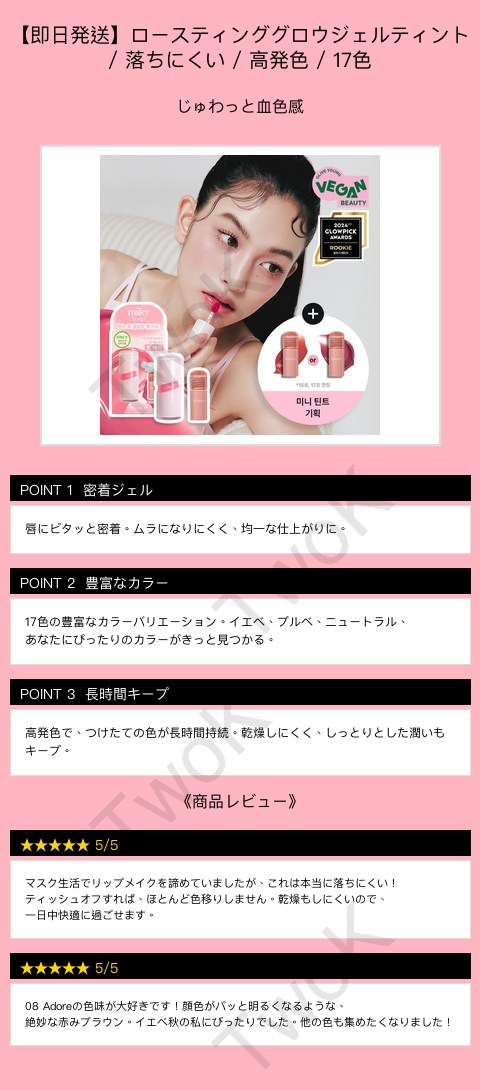 【即日発送】ロースティンググロウジェルティント
/ 落ちにくい / 高発色 / 17色
じゅわっと血色感
OLIVE YOUNG
VEGAN
BEAUTY
2024
GLOWPICK
AWARDS
ROOKIE
milky
ONLY
+
or
*16호, 17호 한정
미니 틴트
기획
POINT 1 密着ジェル
唇にピタッと密着。ムラになりにくく、均一な仕上がりに。
POINT 2 豊富なカラー
17色の豊富なカラーバリエーション。イエベ、ブルベ、ニュートラル、
あなたにぴったりのカラーがきっと見つかる。
POINT 3 長時間キープ
高発色で、つけたての色が長時間持続。乾燥しにくく、しっとりとした潤いも
キープ。
《商品レビュー》
★★★★★ 5/5
マスク生活でリップメイクを諦めていましたが、これは本当に落ちにくい！
ティッシュオフすれば、ほとんど色移りしません。乾燥もしにくいので、
一日中快適に過ごせます。
★★★★★ 5/5
08 Adoreの色味が大好きです！顔色がパッと明るくなるような、
絶妙な赤みブラウン。イエベ秋の私にぴったりでした。他の色も集めたくなりました！
TwoK
TwoK
TwoK
TwoK